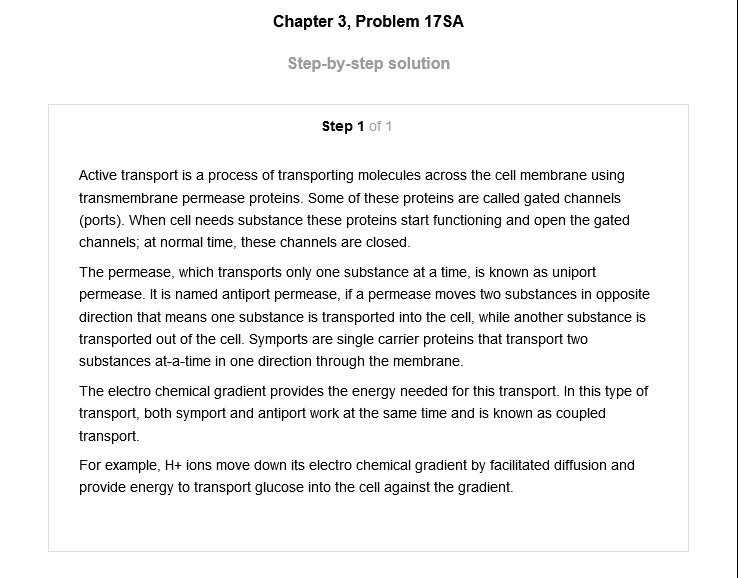 Chapter 3, Problem 17SA
Step-by-step solution
Step 1 of 1
Active transport is a process of transporting molecules across the cell membrane using
transmembrane permease proteins. Some of these proteins are called gated channels
(ports). When cell needs substance these proteins start functioning and open the gated
channels; at normal time, these channels are closed.
The permease, which transports only one substance at a time, is known as uniport
permease. It is named antiport permease, if a permease moves two substances in opposite
direction that means one substance is transported into the cell, while another substance is
transported out of the cell. Symports are single carrier proteins that transport two
substances at-a-time in one direction through the membrane.
The electro chemical gradient provides the energy needed for this transport. In this type of
transport, both symport and antiport work at the same time and is known as coupled
transport.
For example, H+ ions move down its electro chemical gradient by facilitated diffusion and
provide energy to transport glucose into the cell against the gradient.